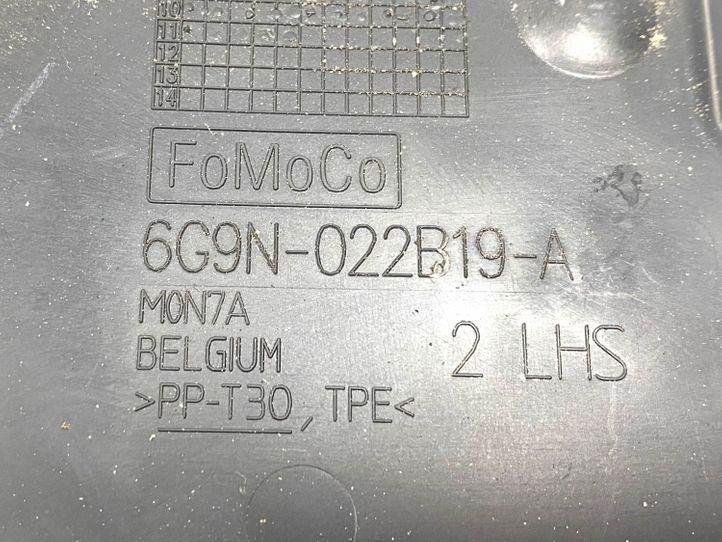 10
11
12
13
14
FoMoCo
6G9N-022B19-A
M0N7A
BELGIUM
2 LHS
>PP-T30, TPE<